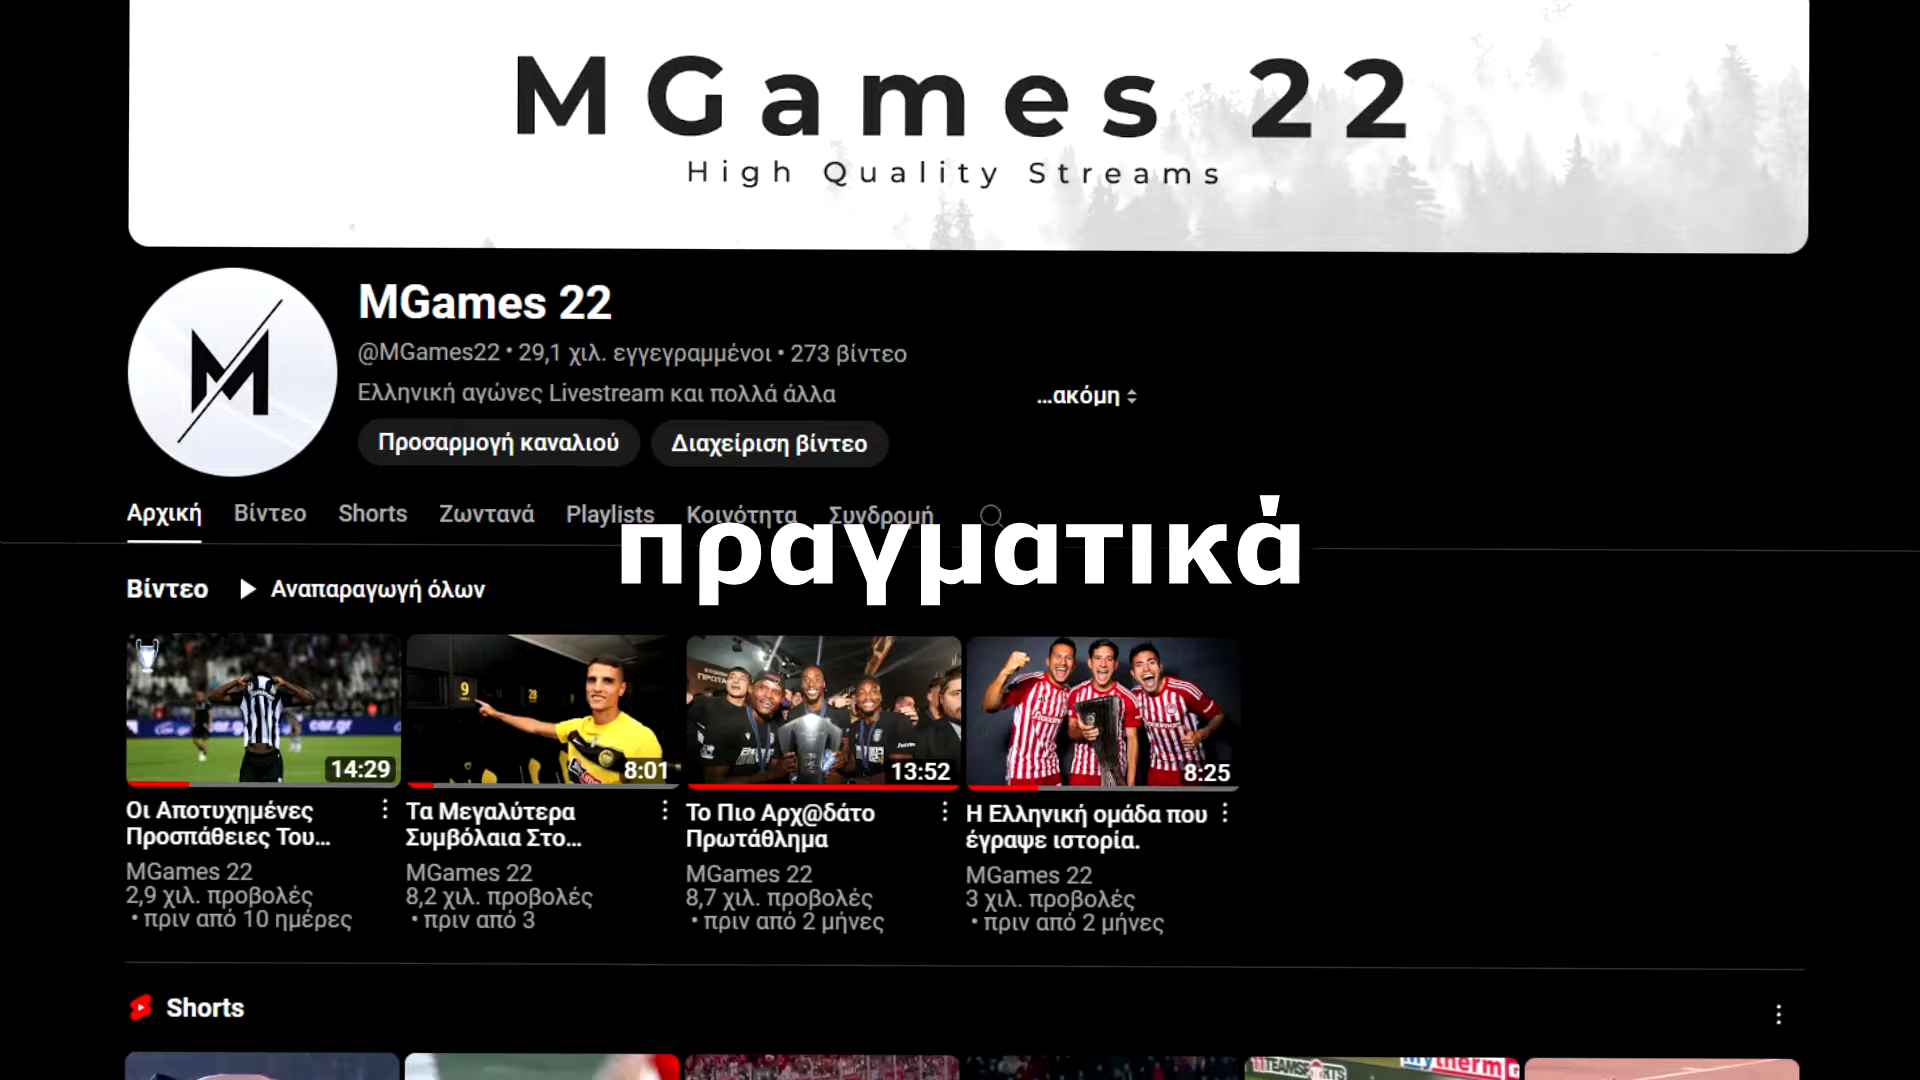 MGames 22
High Quality Streams
MGames 22
@MGames22 • 29,1 χιλ. εγγεγραμμένοι • 273 βίντεο
Ελληνική αγώνες Livestream και πολλά άλλα
...ακόμη
Προσαρμογή καναλιού
Διαχείριση βίντεο
Αρχική
Βίντεο
Shorts
Ζωντανά
Playlists
Κοινότητα
Συνδρομή
πραγματικά
Βίντεο
Αναπαραγωγή όλων
14:29
9
28
8:01
13:52
8:25
Οι Αποτυχημένες
Προσπάθειες Του...
MGames 22
2,9 χιλ. προβολές
• πριν από 10 ημέρες
Τα Μεγαλύτερα
Συμβόλαια Στο...
MGames 22
8,2 χιλ. προβολές
• πριν από 3
Το Πιο Αρχ@δάτο
Πρωτάθλημα
MGames 22
8,7 χιλ. προβολές
• πριν από 2 μήνες
Η Ελληνική ομάδα που
έγραψε ιστορία.
MGames 22
3 χιλ. προβολές
• πριν από 2 μήνες
Shorts
11TEAMSPORTS
mytherm